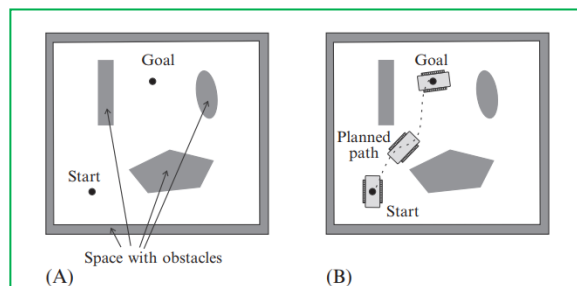 Goal
Start
Space with obstacles
(A)
Goal
Planned
path
Start
(B)